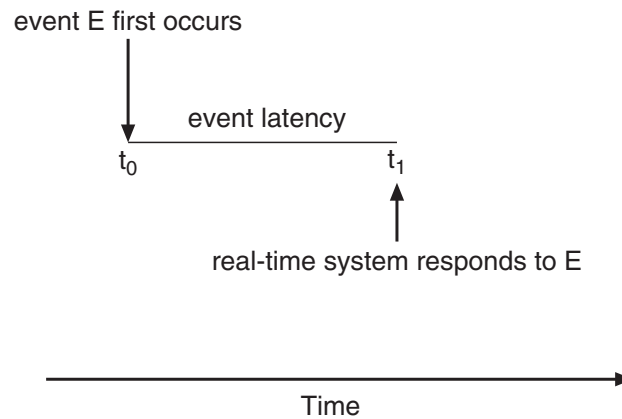 event E first occurs
event latency
t₀ t₁
real-time system responds to E
Time